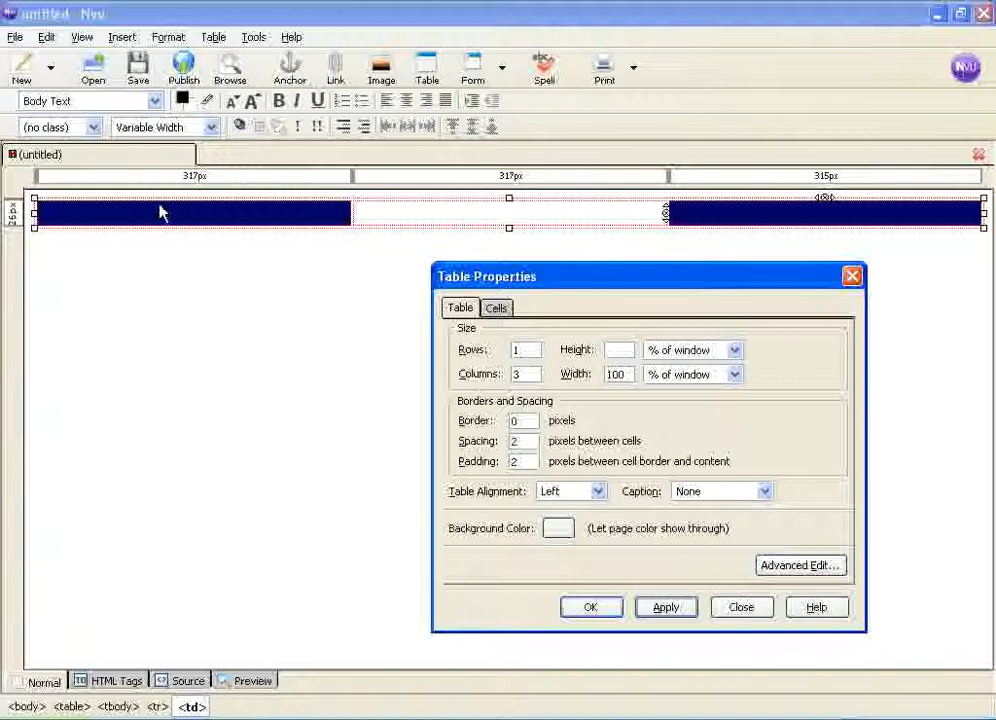 untitled - Nvu
File Edit View Insert Format Table Tools Help
New Open Save Publish Browse Anchor Link Image Table Form Spell Print
Body Text
(no class) Variable Width
(untitled)
317px 317px 315px
26px
Table Properties
Table Cells
Size
Rows: 1 Height: % of window
Columns: 3 Width: 100 % of window
Borders and Spacing
Border: 0 pixels
Spacing: 2 pixels between cells
Padding: 2 pixels between cell border and content
Table Alignment: Left Caption: None
Background Color: (Let page color show through)
Advanced Edit...
OK Apply Close Help
Normal HTML Tags Source Preview
<body> <table> <tbody> <tr> <td>